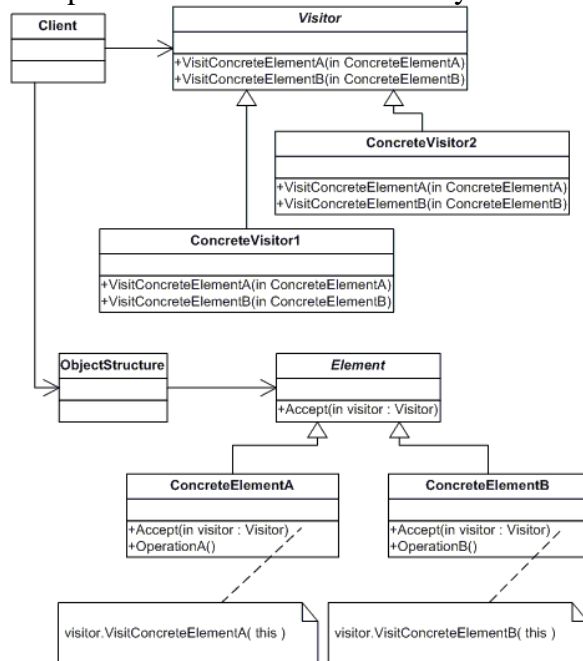 Client
Visitor
+VisitConcreteElementA(in ConcreteElementA)
+VisitConcreteElementB(in ConcreteElementB)
ConcreteVisitor2
+VisitConcreteElementA(in ConcreteElementA)
+VisitConcreteElementB(in ConcreteElementB)
ConcreteVisitor1
+VisitConcreteElementA(in ConcreteElementA)
+VisitConcreteElementB(in ConcreteElementB)
ObjectStructure
Element
+Accept(in visitor : Visitor)
ConcreteElementA
+Accept(in visitor : Visitor)
+OperationA()
ConcreteElementB
+Accept(in visitor : Visitor)
+OperationB()
visitor.VisitConcreteElementA( this )
visitor.VisitConcreteElementB( this )